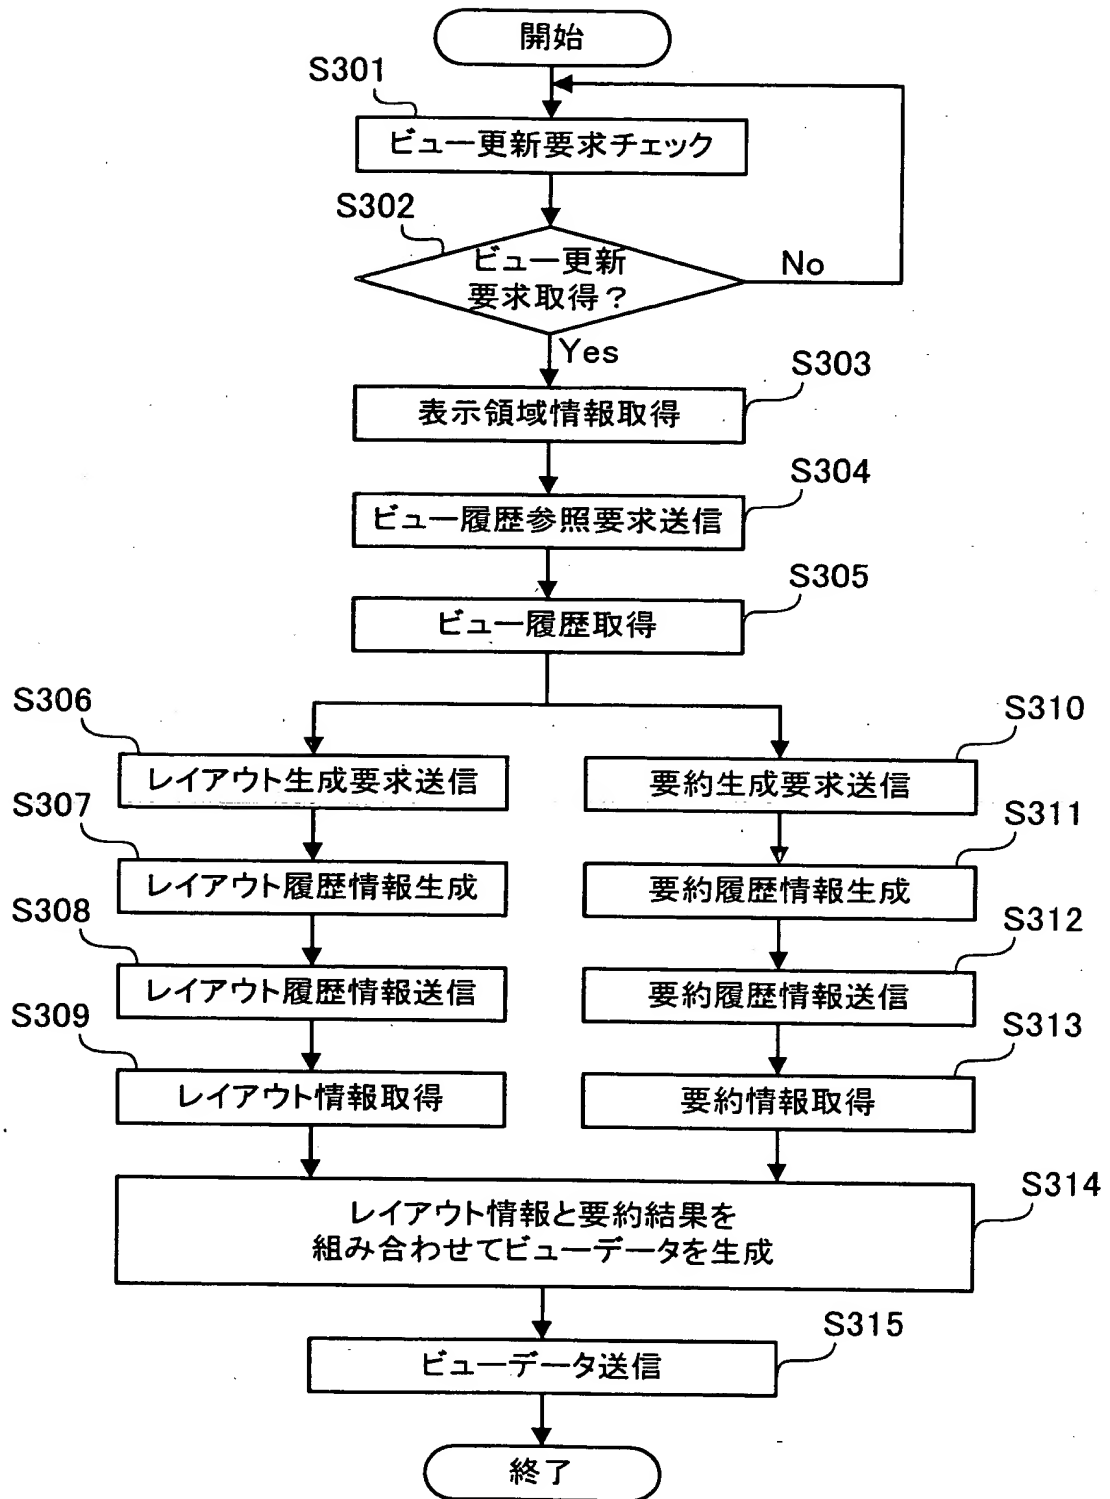 開始
S301
ビュー更新要求チェック
S302
ビュー更新
要求取得?
No
Yes
S303
表示領域情報取得
S304
ビュー履歴参照要求送信
S305
ビュー履歴取得
S306
レイアウト生成要求送信
S307
レイアウト履歴情報生成
S308
レイアウト履歴情報送信
S309
レイアウト情報取得
S310
要約生成要求送信
S311
要約履歴情報生成
S312
要約履歴情報送信
S313
要約情報取得
S314
レイアウト情報と要約結果を
組み合わせてビューデータを生成
S315
ビューデータ送信
終了